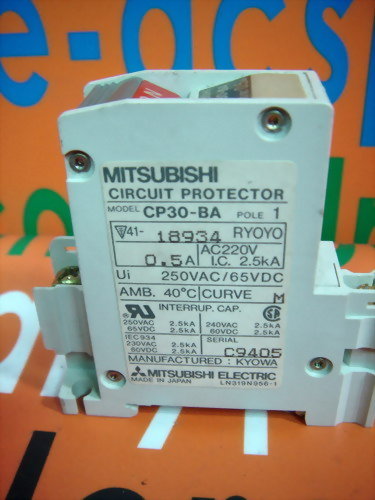 MITSUBISHI
CIRCUIT PROTECTOR
MODEL CP30-BA POLE 1
41- 18934 RYOYO
0.5A AC220V I.C. 2.5kA
Ui 250VAC/65VDC
AMB. 40°C CURVE M
INTERRUP. CAP.
250VAC 2.5kA 240VAC 2.5kA
65VDC 2.5kA 60VDC 2.5kA
IEC934 SERIAL
230VAC 2.5kA C9405
60VDC 2.5kA
MANUFACTURED : KYOWA
MITSUBISHI ELECTRIC
MADE IN JAPAN LN319N956-1